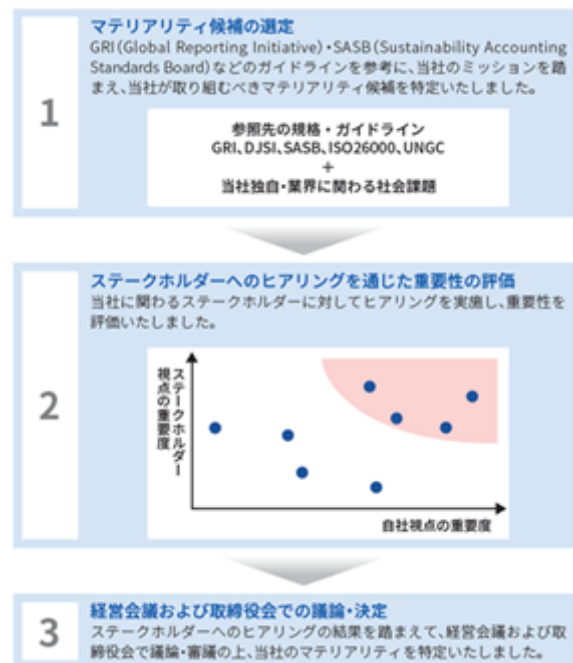 マテリアリティ候補の選定
GRI(Global Reporting Initiative)・SASB(Sustainability Accounting
Standards Board)などのガイドラインを参考に、当社のミッションを踏
まえ、当社が取り組むべきマテリアリティ候補を特定いたしました。
1
参照先の規格・ガイドライン
GRI、DJSI、SASB、ISO26000、UNGC
+
当社独自・業界に関わる社会課題
ステークホルダーへのヒアリングを通じた重要性の評価
当社に関わるステークホルダーに対してヒアリングを実施し、重要性を
評価いたしました。
2
ステークホルダー
視点の重要度
自社視点の重要度
経営会議および取締役会での議論・決定
3
ステークホルダーへのヒアリングの結果を踏まえて、経営会議および取
締役会で議論・審議の上、当社のマテリアリティを特定いたしました。